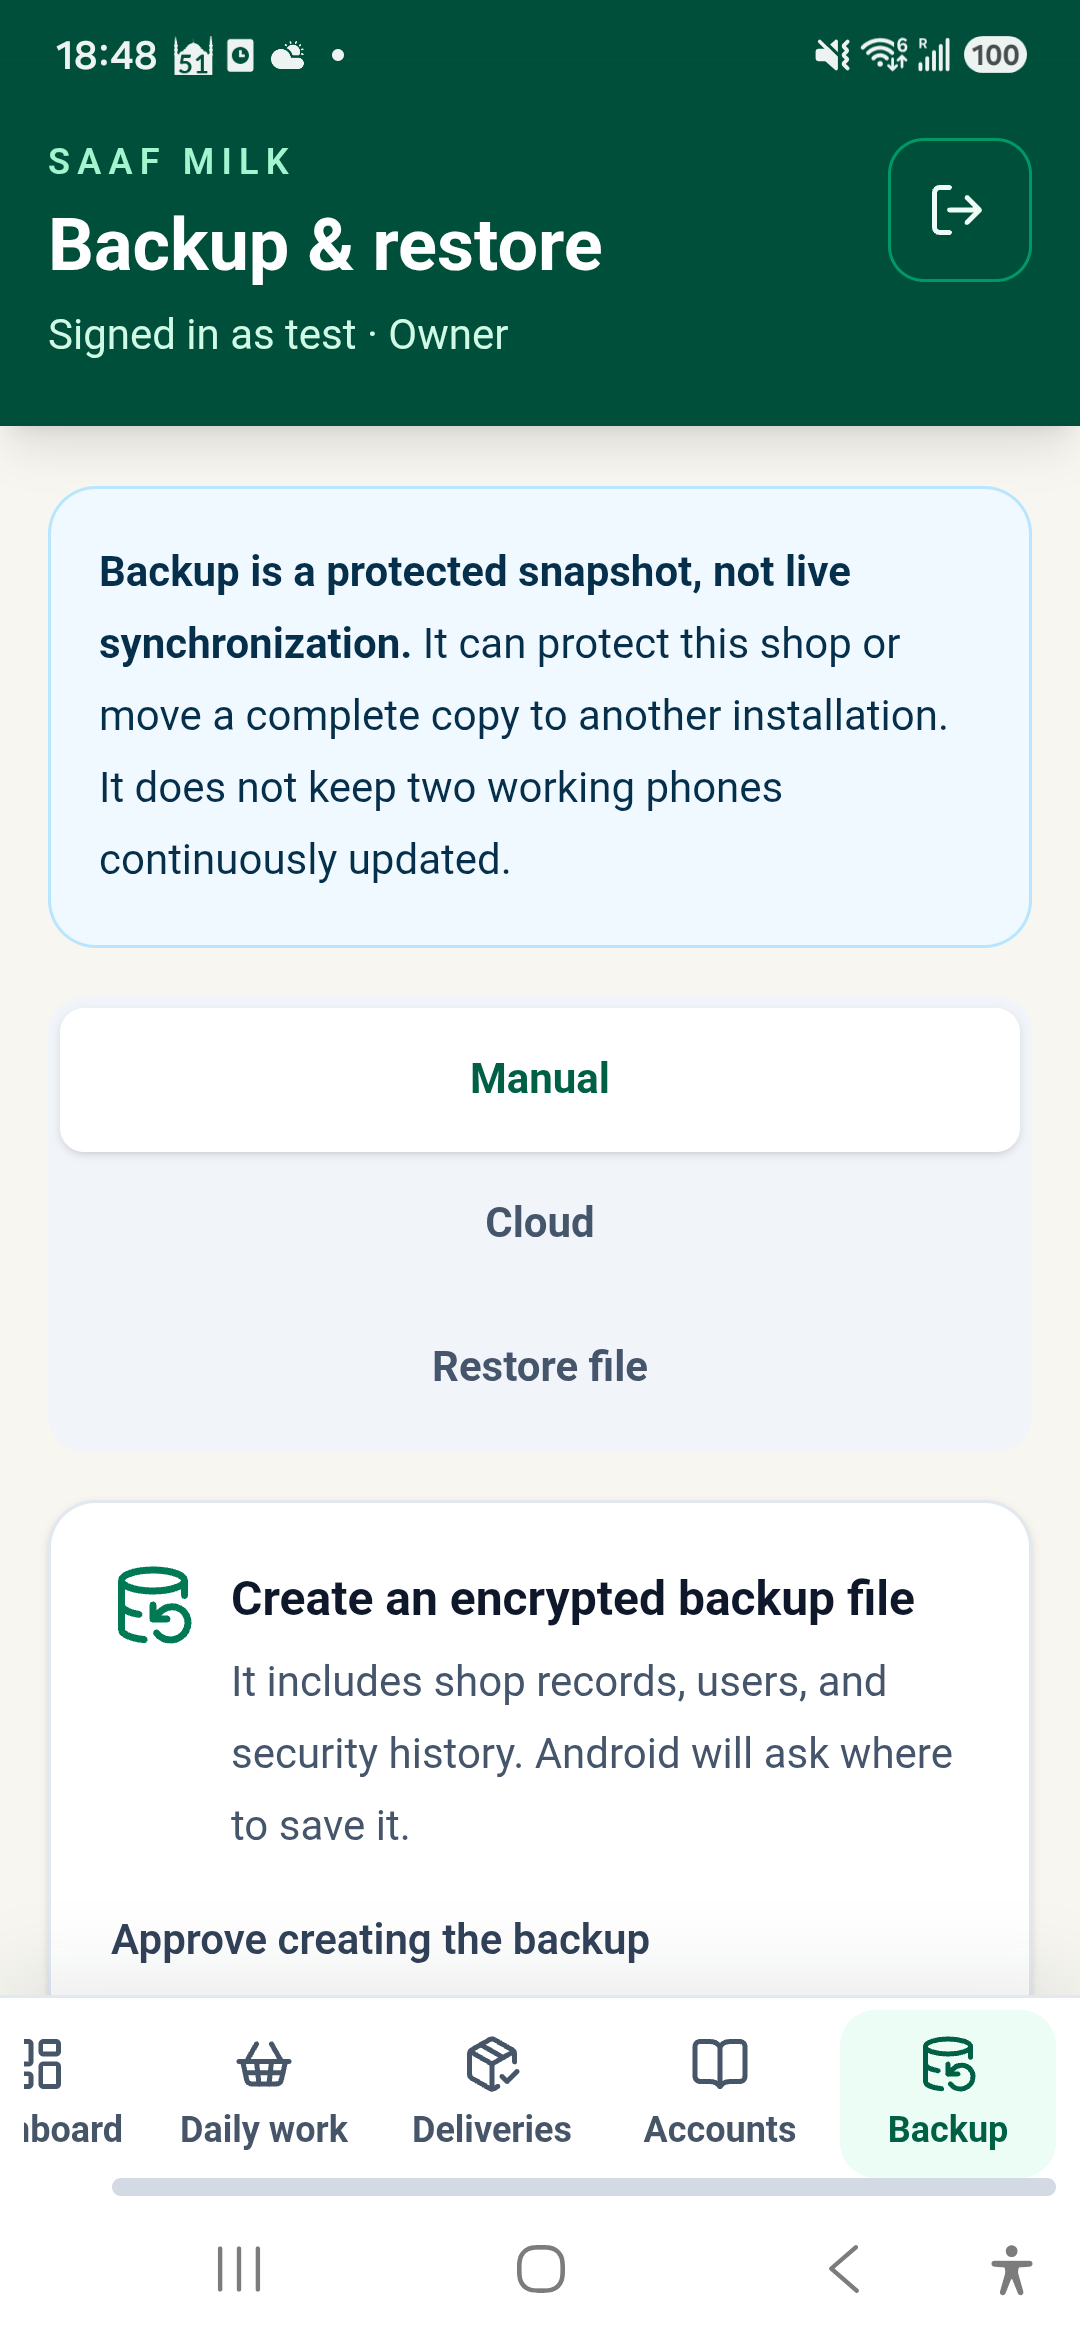 18:48
51
6
R
100
SAAF MILK
Backup & restore
Signed in as test · Owner
Backup is a protected snapshot, not live
synchronization. It can protect this shop or
move a complete copy to another installation.
It does not keep two working phones
continuously updated.
Manual
Cloud
Restore file
Create an encrypted backup file
It includes shop records, users, and
security history. Android will ask where
to save it.
Approve creating the backup
board
Daily work
Deliveries
Accounts
Backup